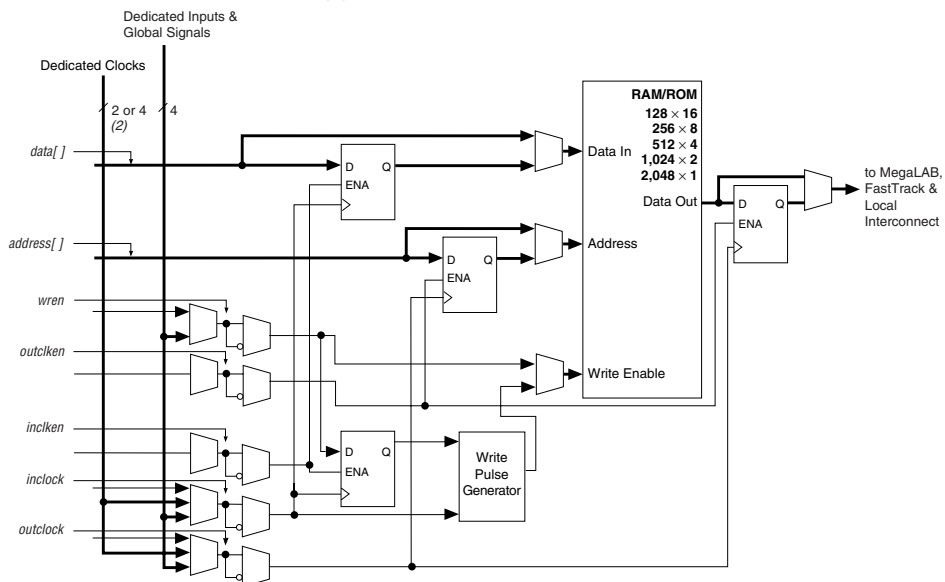 Dedicated Inputs &
Global Signals
Dedicated Clocks
2 or 4
(2)
4
RAM/ROM
128 × 16
256 × 8
512 × 4
1,024 × 2
2,048 × 1
data[ ]
D Q
ENA
Data In
Data Out
D Q
ENA
to MegaLAB,
FastTrack &
Local
Interconnect
address[ ]
D Q
ENA
Address
wren
outclken
Write Enable
inclken
D Q
ENA
Write
Pulse
Generator
inclock
outclock